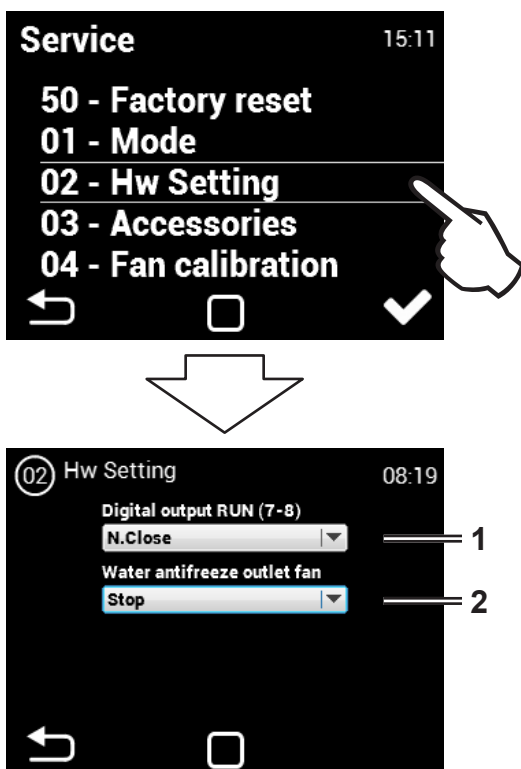 Service 15:11
50 - Factory reset
01 - Mode
02 - Hw Setting
03 - Accessories
04 - Fan calibration
02 Hw Setting 08:19
Digital output RUN (7-8)
N.Close
1
Water antifreeze outlet fan
Stop
2